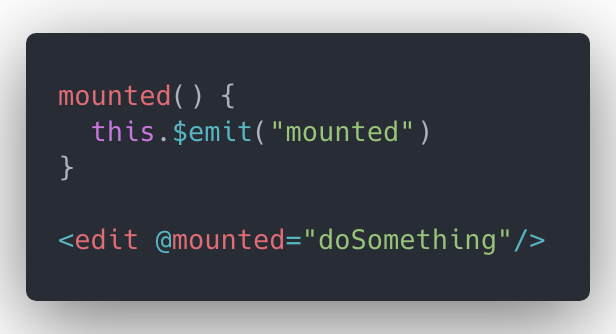 mounted() {
  this.$emit("mounted")
}
<edit @mounted="doSomething"/>